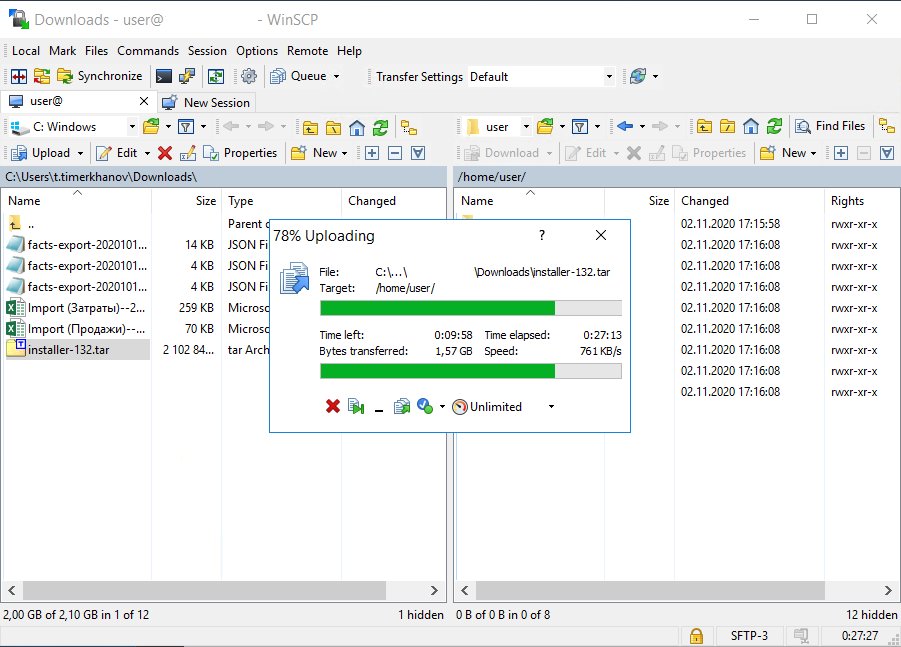 Downloads - user@ - WinSCP
Local Mark Files Commands Session Options Remote Help
Synchronize Queue Transfer Settings Default
user@ New Session
C: Windows user Find Files
Upload Edit Properties New Download Edit Properties New
C:\Users\t.timerkhanov\Downloads\ /home/user/
Name Size Type Changed Name Size Changed Rights
.. Parent 02.11.2020 17:15:58 rwxr-xr-x
facts-export-2020101... 14 KB JSON Fi 02.11.2020 17:16:08 rwxr-xr-x
facts-export-2020101... 4 KB JSON Fi 02.11.2020 17:16:08 rwxr-xr-x
facts-export-2020101... 4 KB JSON Fi 02.11.2020 17:16:08 rwxr-xr-x
Import (Затраты)--2... 259 KB Microso 02.11.2020 17:16:08 rwxr-xr-x
Import (Продажи)--... 70 KB Microso 02.11.2020 17:16:08 rwxr-xr-x
installer-132.tar 2 102 84... tar Arch 02.11.2020 17:16:08 rwxr-xr-x
02.11.2020 17:16:08 rwxr-xr-x
02.11.2020 17:16:08 rwxr-xr-x
78% Uploading ?
File: C:\...\ \Downloads\installer-132.tar
Target: /home/user/
Time left: 0:09:58 Time elapsed: 0:27:13
Bytes transferred: 1,57 GB Speed: 761 KB/s
Unlimited
2,00 GB of 2,10 GB in 1 of 12 1 hidden 0 B of 0 B in 0 of 8 12 hidden
SFTP-3 0:27:27